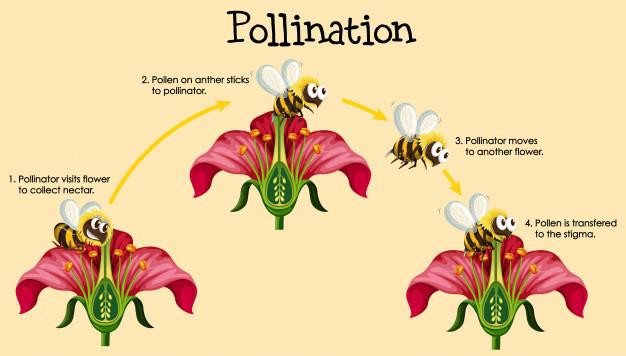 Pollination
1. Pollinator visits flower
to collect nectar.
2. Pollen on anther sticks
to pollinator.
3. Pollinator moves
to another flower.
4. Pollen is transfered
to the stigma.